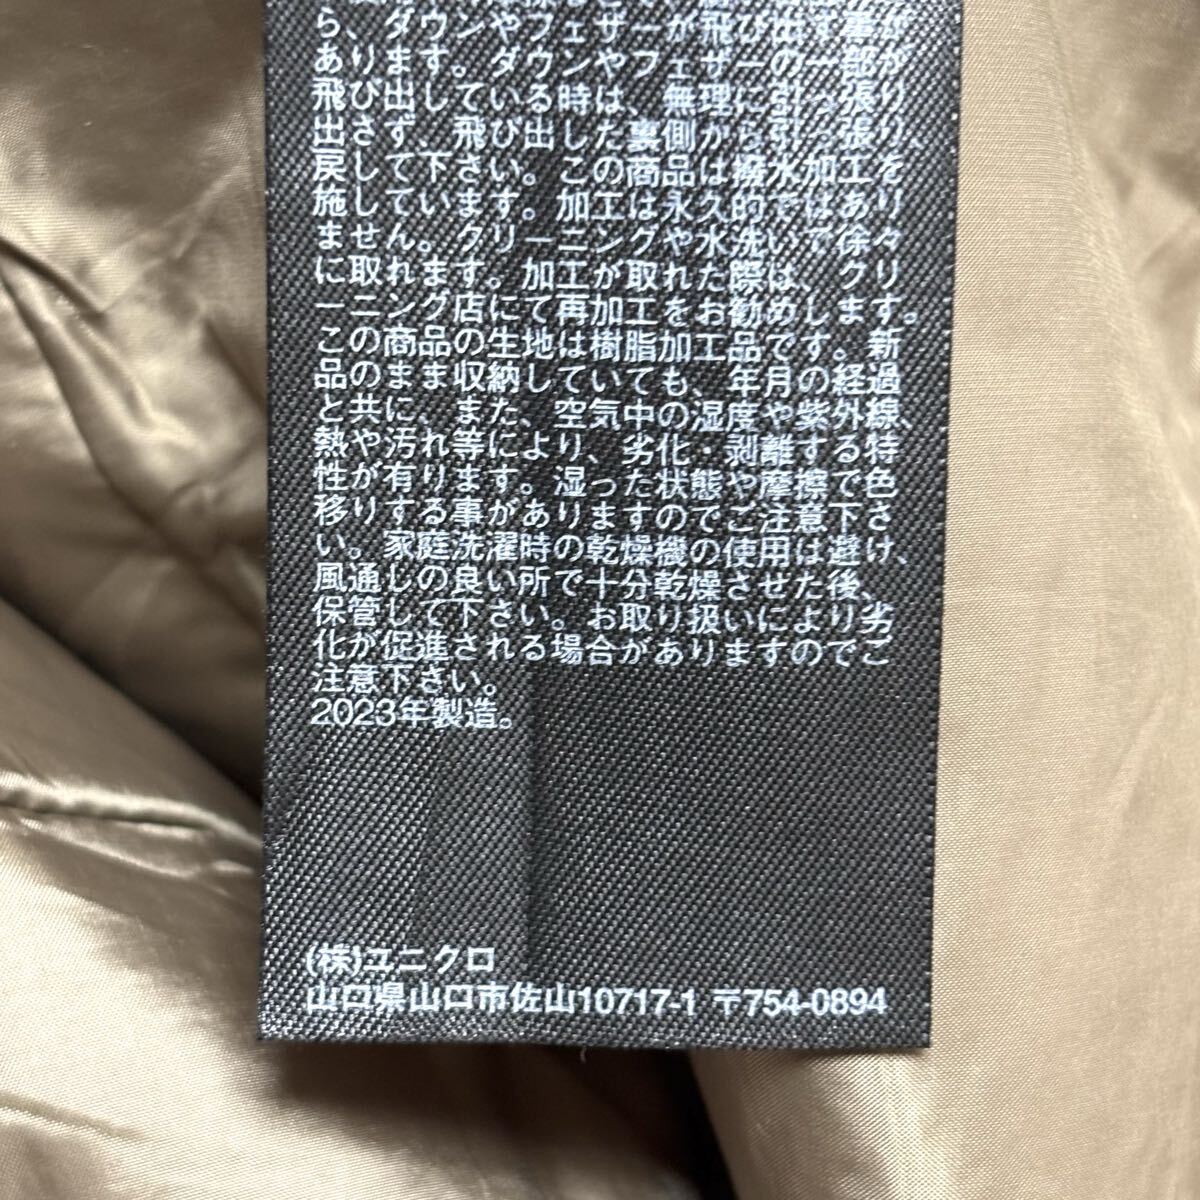 ら、ダウンやフェザーが飛び出す事が
あります。ダウンやフェザーの一部が
飛び出している時は、無理に引っ張り
出さず、飛び出した裏側から引っ張り、
戻して下さい。この商品は撥水加工を
施しています。加工は永久的ではあり
ません。クリーニングや水洗いで徐々
に取れます。加工が取れた際は、クリ
ーニング店にて再加工をお勧めします。
この商品の生地は樹脂加工品です。新
品のまま収納していても、年月の経過
と共に、また、空気中の湿度や紫外線、
熱や汚れ等により、劣化・剥離する特
性が有ります。湿った状態や摩擦で色
移りする事がありますのでご注意下さ
い。家庭洗濯時の乾燥機の使用は避け、
風通しの良い所で十分乾燥させた後、
保管して下さい。お取り扱いにより劣
化が促進される場合がありますのでご
注意下さい。
2023年製造。
(株)ユニクロ
山口県山口市佐山10717-1 〒754-0894